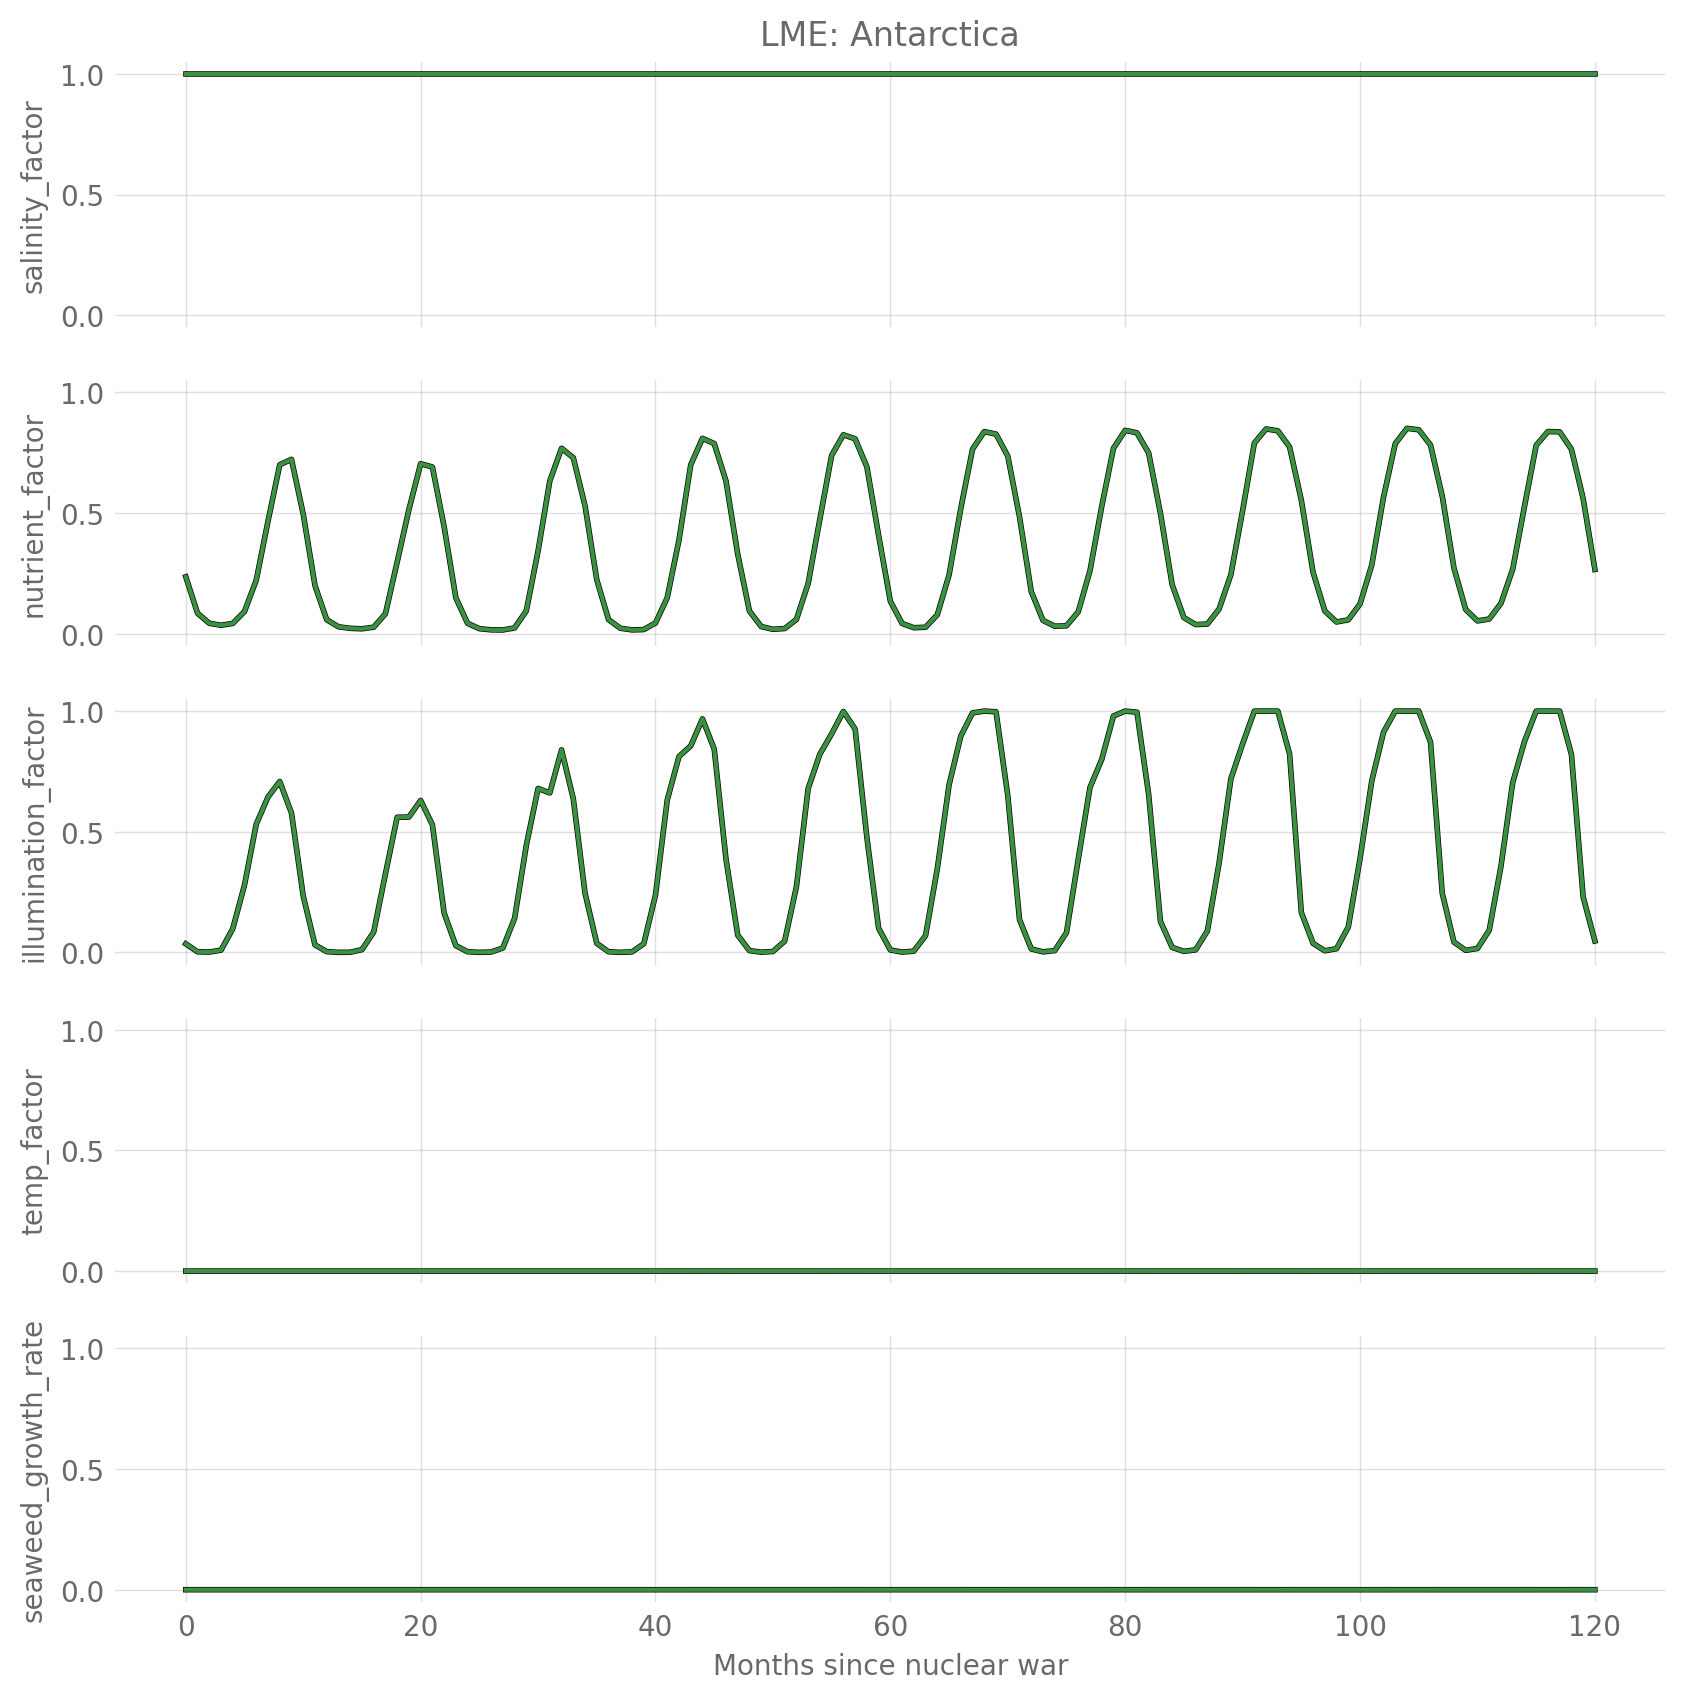 LME: Antarctica
1.0
0.5
0.0
salinity_factor
1.0
0.5
0.0
nutrient_factor
1.0
0.5
0.0
illumination_factor
1.0
0.5
0.0
temp_factor
1.0
0.5
0.0
seaweed_growth_rate
0 20 40 60 80 100 120
Months since nuclear war